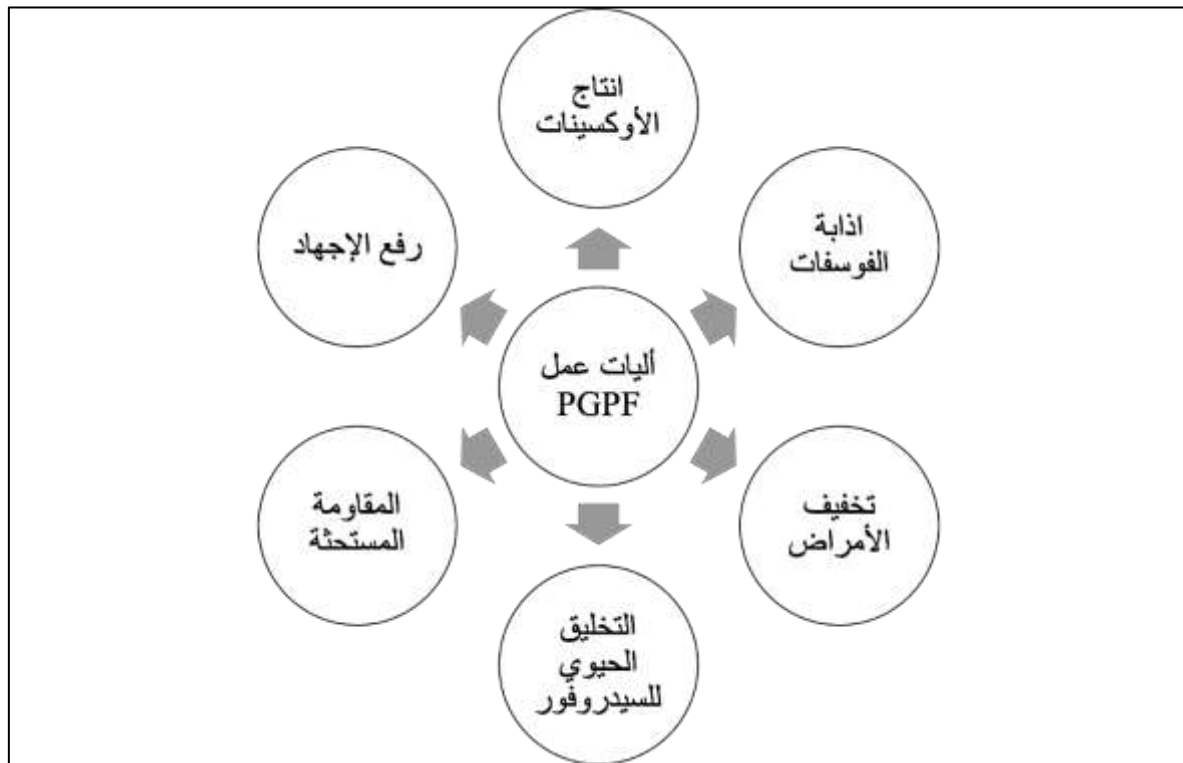 انتاج
الأوكسينات
اذابة
الفوسفات
تخفيف
الأمراض
التخليق
الحيوي
للسيدروفور
المقاومة
المستحثة
رفع الإجهاد
أليات عمل
PGPF